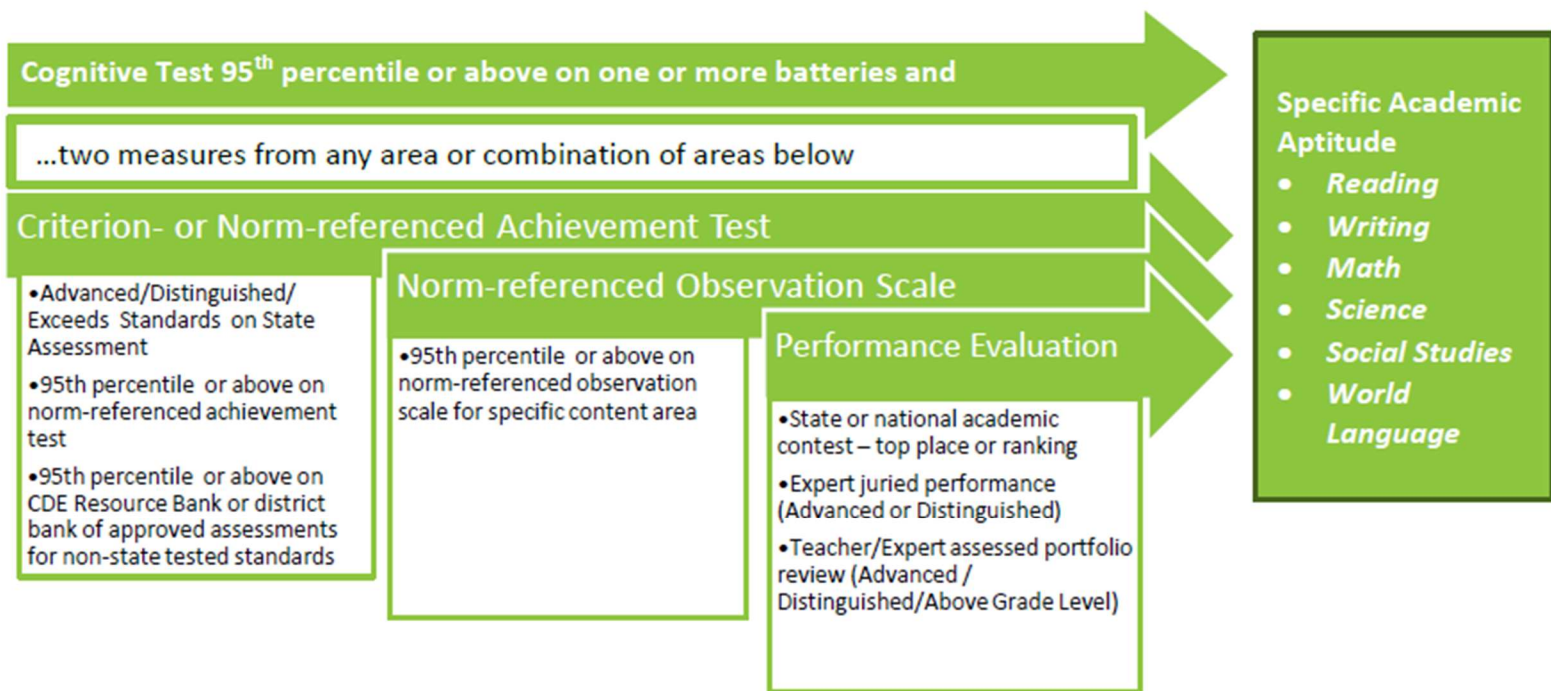 Cognitive Test 95th percentile or above on one or more batteries and
...two measures from any area or combination of areas below
Criterion- or Norm-referenced Achievement Test
•Advanced/Distinguished/
Exceeds Standards on State
Assessment
•95th percentile or above on
norm-referenced achievement
test
•95th percentile or above on
CDE Resource Bank or district
bank of approved assessments
for non-state tested standards
Norm-referenced Observation Scale
•95th percentile or above on
norm-referenced observation
scale for specific content area
Performance Evaluation
•State or national academic
contest – top place or ranking
•Expert juried performance
(Advanced or Distinguished)
•Teacher/Expert assessed portfolio
review (Advanced /
Distinguished/Above Grade Level)
Specific Academic
Aptitude
• Reading
• Writing
• Math
• Science
• Social Studies
• World
Language